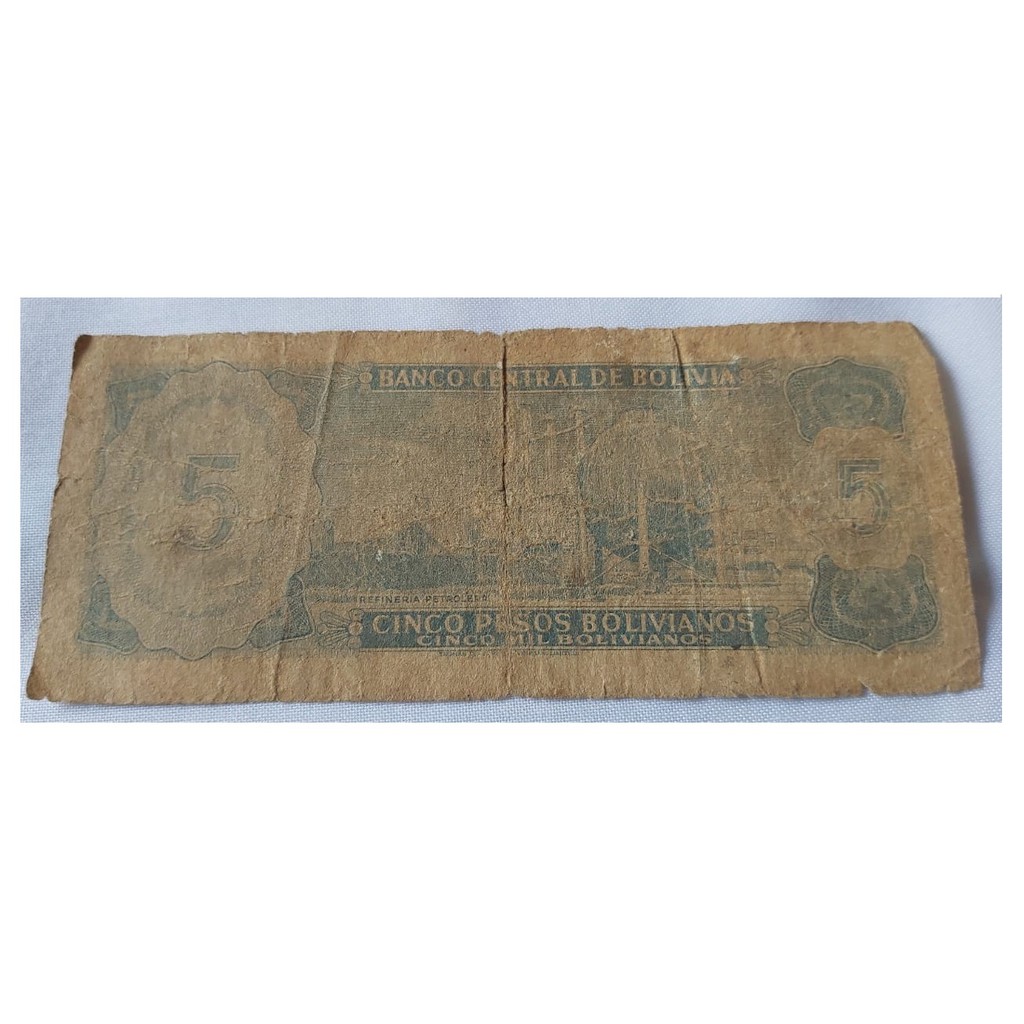 BANCO CENTRAL DE BOLIVIA
5
5
REFINERIA PETROLERA
CINCO PESOS BOLIVIANOS
CINCO MIL BOLIVIANOS